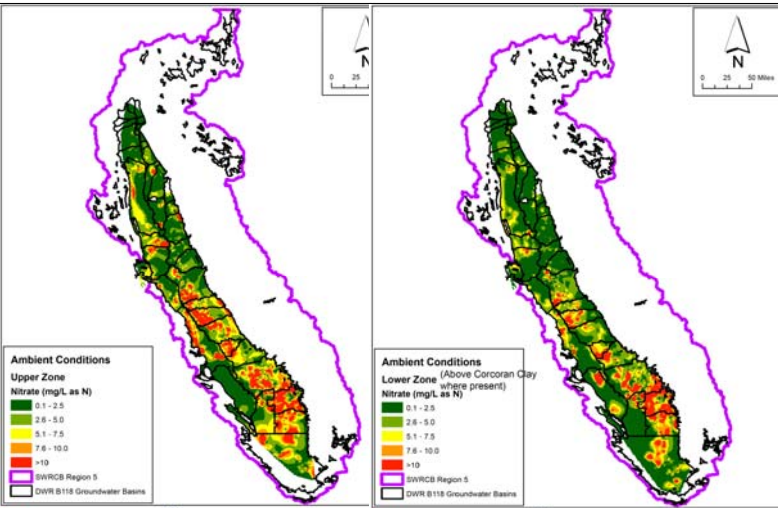 N
0 25
Ambient Conditions
Upper Zone
Nitrate (mg/L as N)
0.1 - 2.5
2.6 - 5.0
5.1 - 7.5
7.6 - 10.0
>10
SWRCB Region 5
DWR B118 Groundwater Basins
N
0 25 50 Miles
Ambient Conditions
Lower Zone (Above Corcoran Clay
where present)
Nitrate (mg/L as N)
0.1 - 2.5
2.6 - 5.0
5.1 - 7.5
7.6 - 10.0
>10
SWRCB Region 5
DWR B118 Groundwater Basins